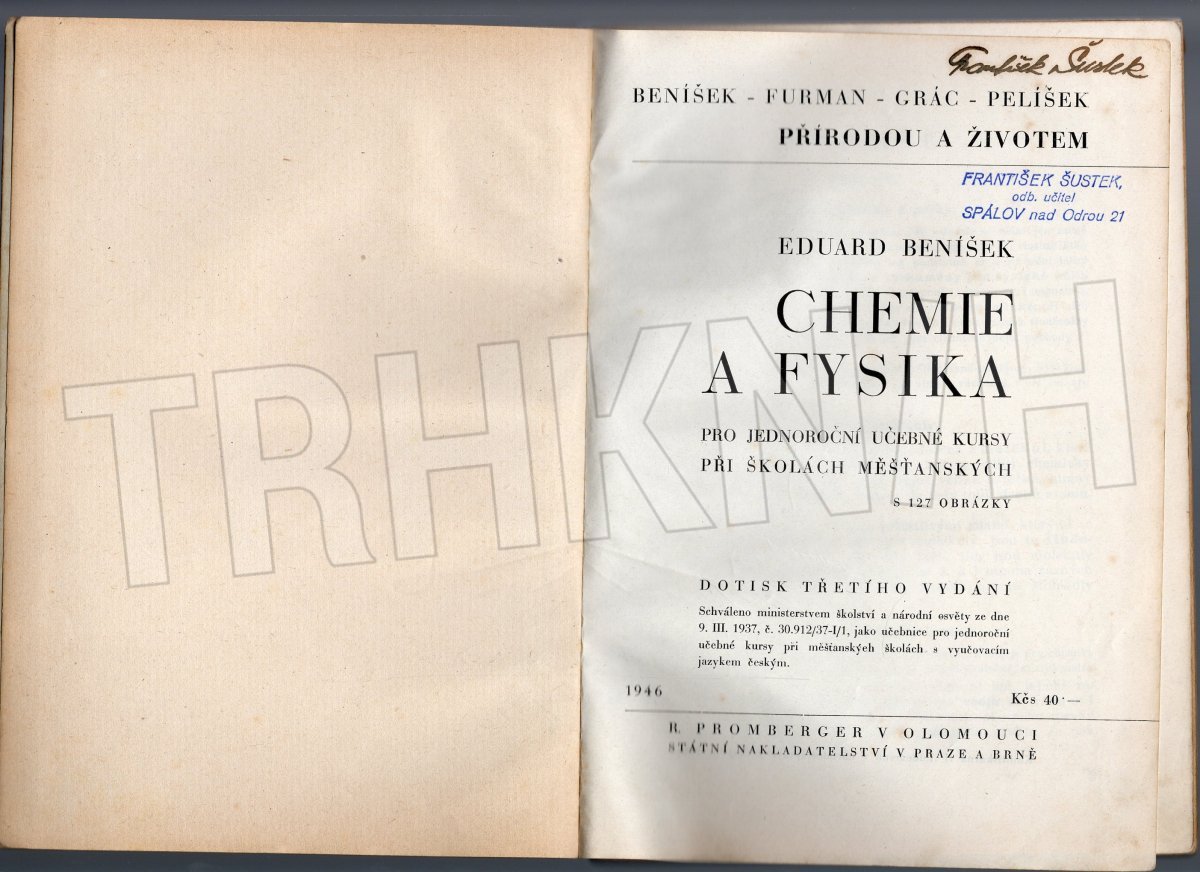 František Šustek
BENÍŠEK - FURMAN - GRÁC - PELÍŠEK
PŘÍRODOU A ŽIVOTEM
FRANTIŠEK ŠUSTEK,
odb. učitel
SPÁLOV nad Odrou 21
EDUARD BENÍŠEK
CHEMIE
A FYSIKA
PRO JEDNOROČNÍ UČEBNÉ KURSY
PŘI ŠKOLÁCH MĚŠŤANSKÝCH
S 127 OBRÁZKY
TRHKNIH
DOTISK TŘETÍHO VYDÁNÍ
Schváleno ministerstvem školství a národní osvěty ze dne
9. III. 1937, č. 30.912/37-I/1, jako učebnice pro jednoroční
učebné kursy při měšťanských školách s vyučovacím
jazykem českým.
1946
Kčs 40·—
R. PROMBERGER V OLOMOUCI
STÁTNÍ NAKLADATELSTVÍ V PRAZE A BRNĚ